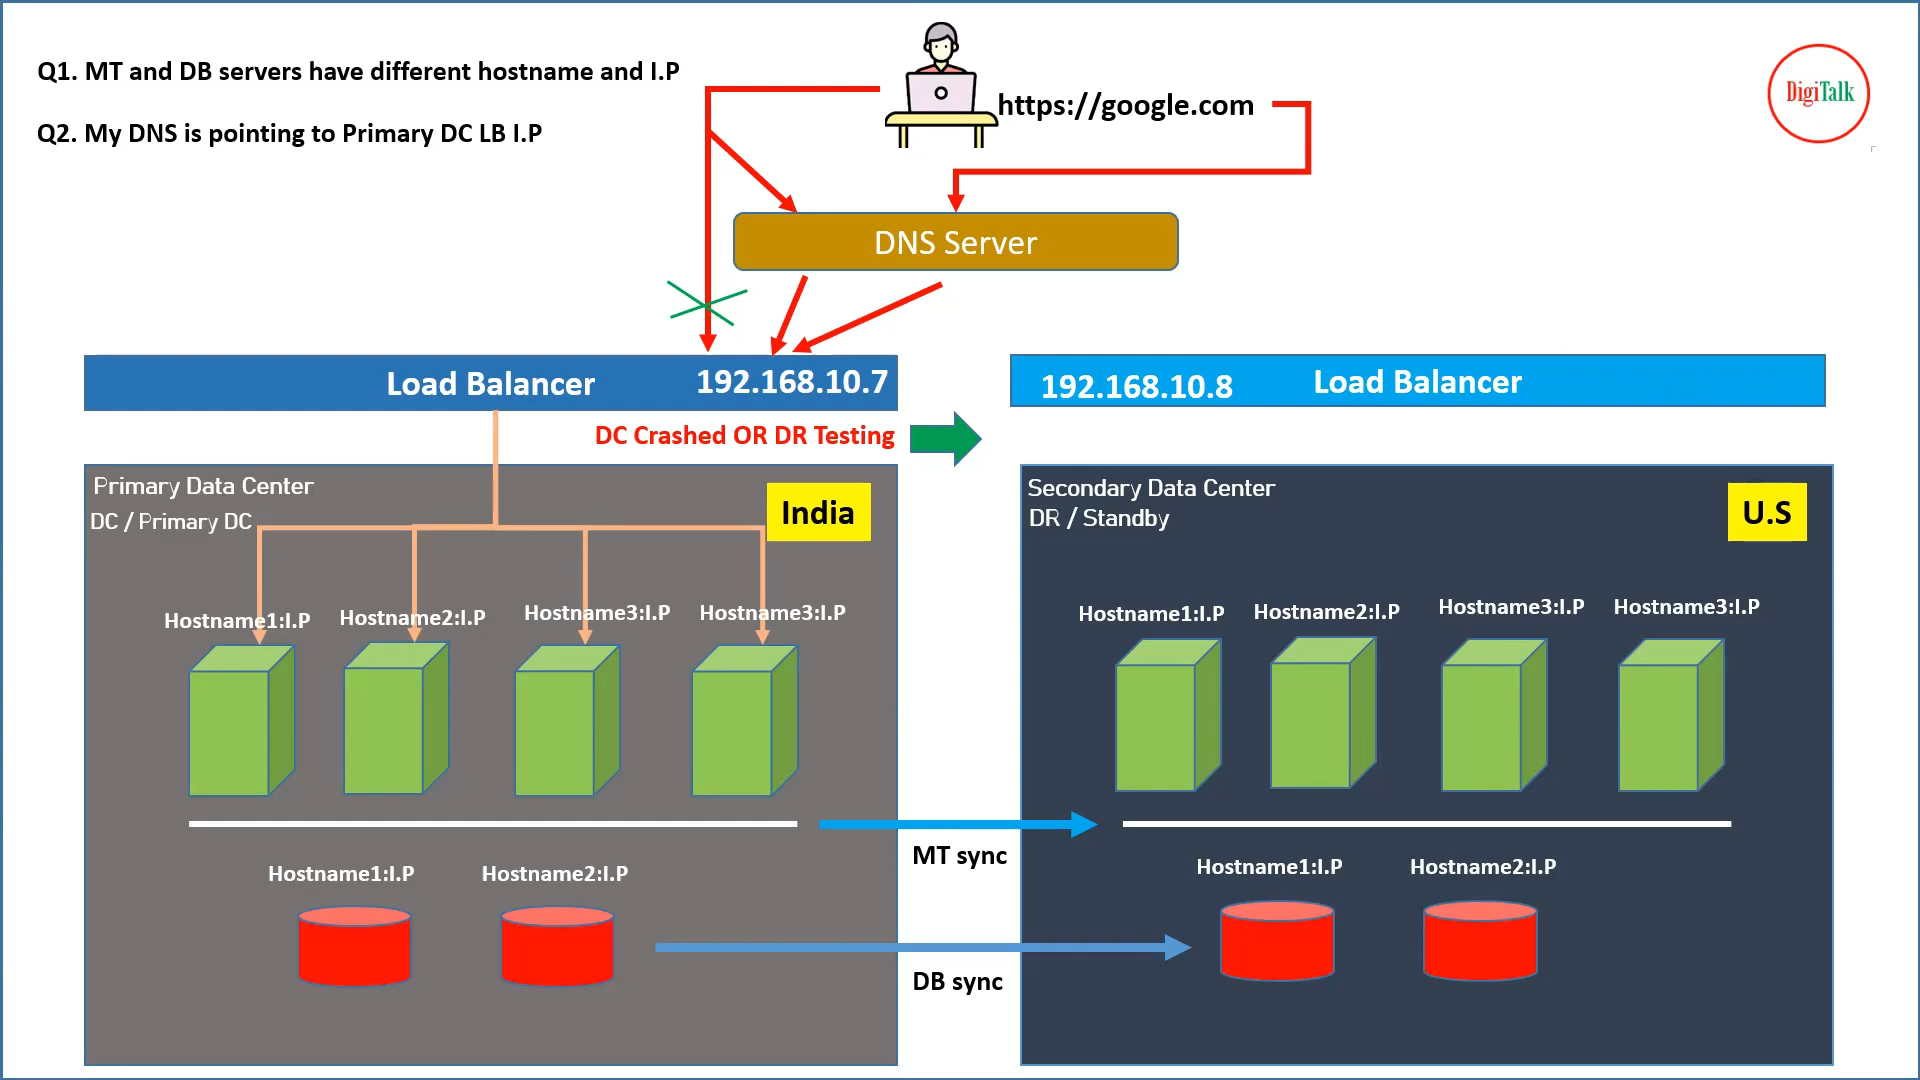 Q1. MT and DB servers have different hostname and I.P
Q2. My DNS is pointing to Primary DC LB I.P
https://google.com
DigiTalk
DNS Server
Load Balancer
192.168.10.7
192.168.10.8
Load Balancer
DC Crashed OR DR Testing
Primary Data Center
DC / Primary DC
India
Secondary Data Center
DR / Standby
U.S
Hostname1:I.P
Hostname2:I.P
Hostname3:I.P
Hostname3:I.P
Hostname1:I.P
Hostname2:I.P
Hostname3:I.P
Hostname3:I.P
MT sync
Hostname1:I.P
Hostname2:I.P
Hostname1:I.P
Hostname2:I.P
DB sync